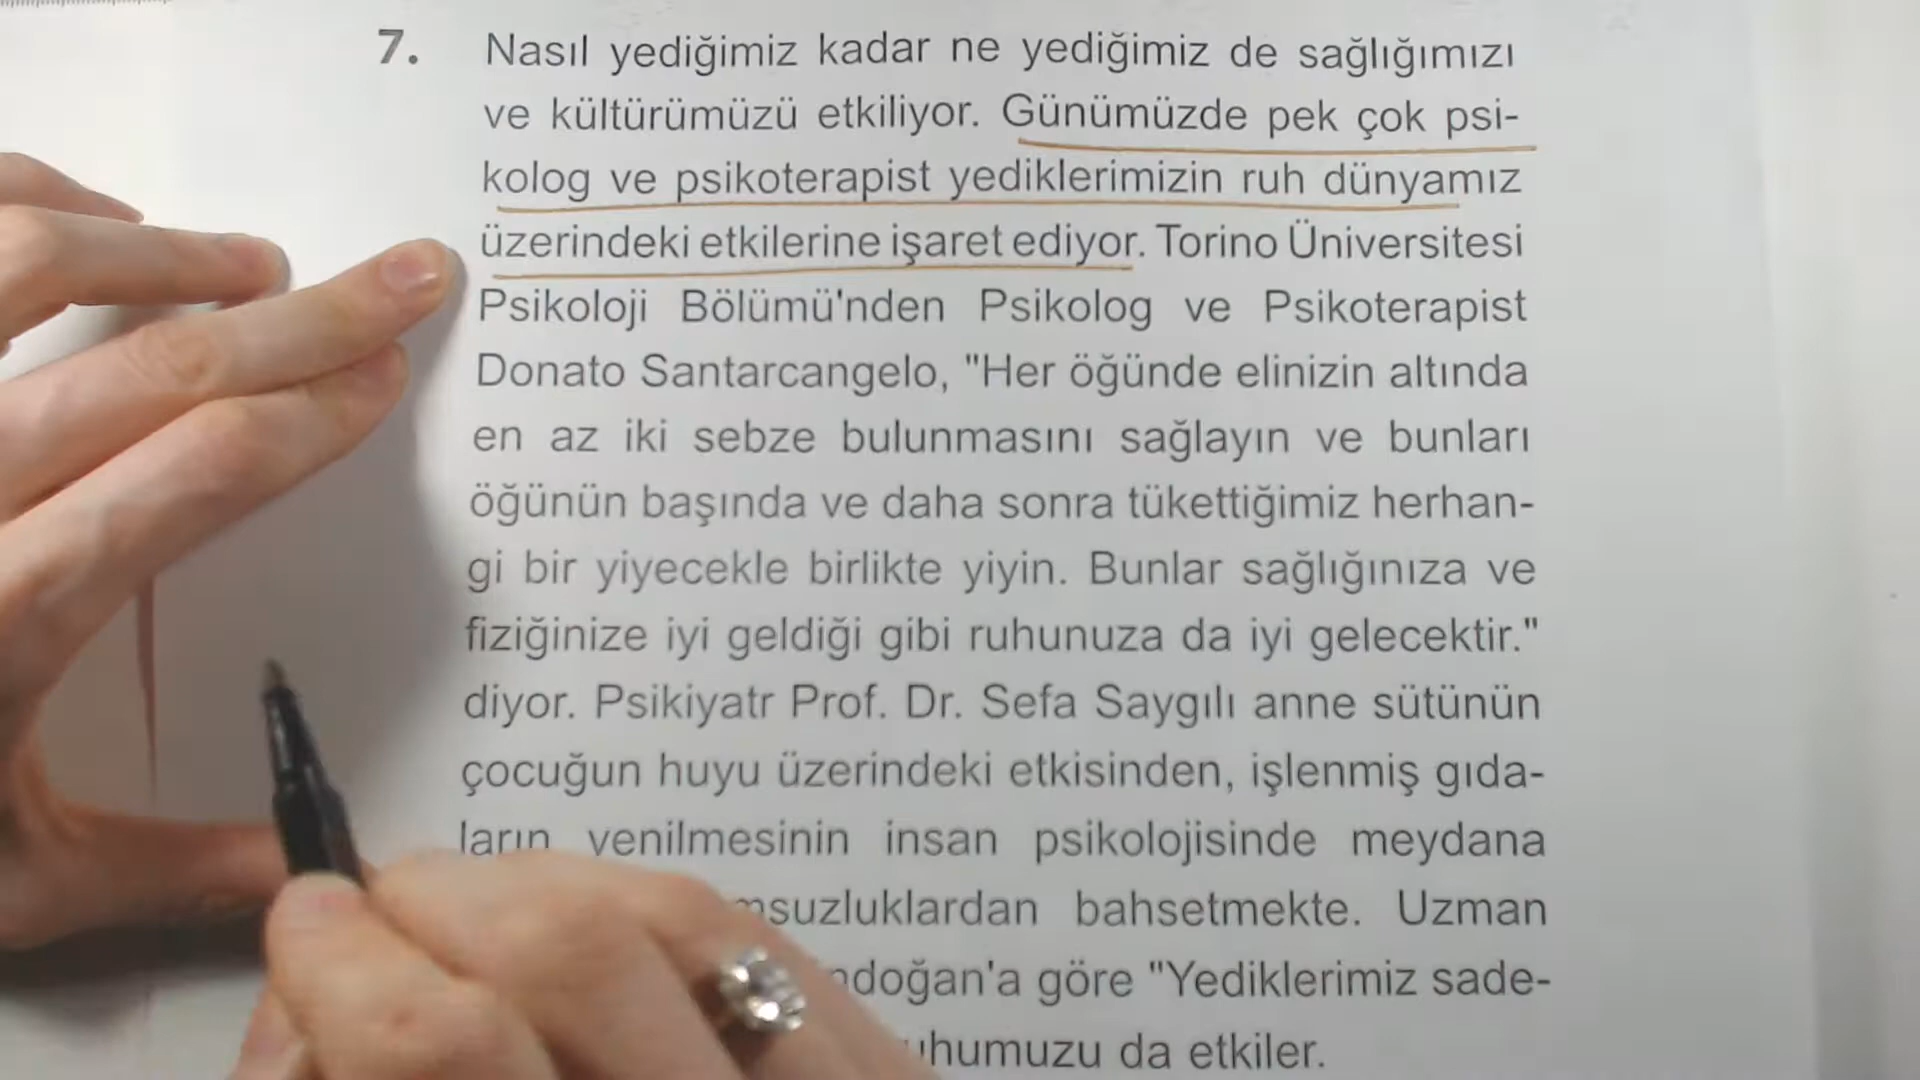 7. Nasıl yediğimiz kadar ne yediğimiz de sağlığımızı
ve kültürümüzü etkiliyor. Günümüzde pek çok psi-
kolog ve psikoterapist yediklerimizin ruh dünyamız
üzerindeki etkilerine işaret ediyor. Torino Üniversitesi
Psikoloji Bölümü'nden Psikolog ve Psikoterapist
Donato Santarcangelo, "Her öğünde elinizin altında
en az iki sebze bulunmasını sağlayın ve bunları
öğünün başında ve daha sonra tükettiğimiz herhan-
gi bir yiyecekle birlikte yiyin. Bunlar sağlığınıza ve
fiziğinize iyi geldiği gibi ruhunuza da iyi gelecektir."
diyor. Psikiyatr Prof. Dr. Sefa Saygılı anne sütünün
çocuğun huyu üzerindeki etkisinden, işlenmiş gıda-
ların yenilmesinin insan psikolojisinde meydana
bahsetmekte. Uzman
göre "Yediklerimiz sade-
da etkiler.